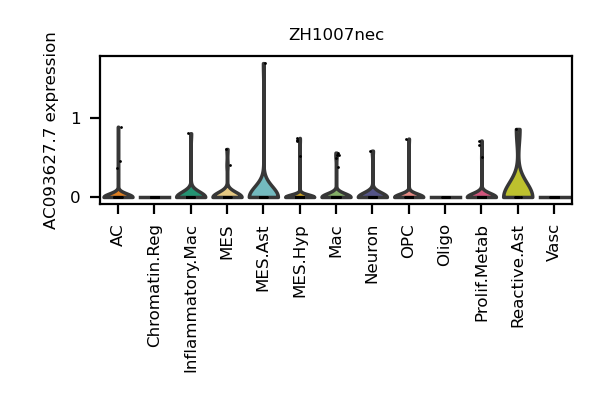 ZH1007nec
AC093627.7 expression
1
0
AC
Chromatin.Reg
Inflammatory.Mac
MES
MES.Ast
MES.Hyp
Mac
Neuron
OPC
Oligo
Prolif.Metab
Reactive.Ast
Vasc